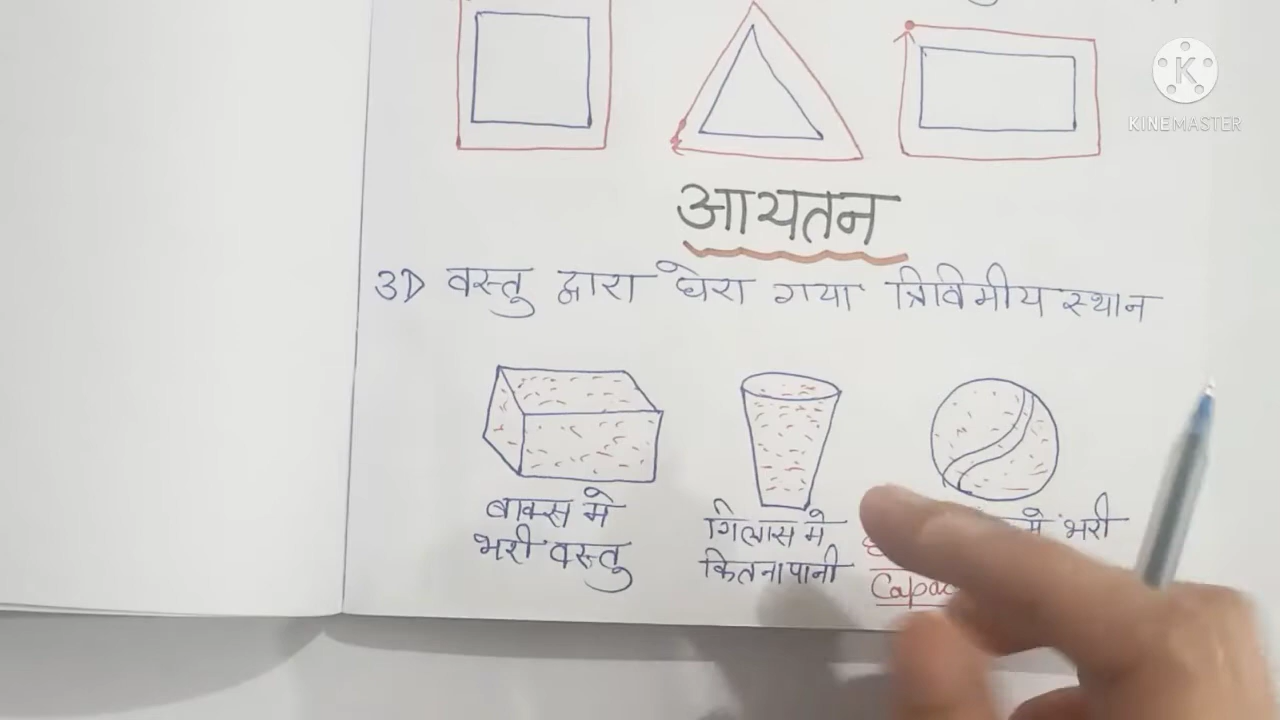 KINEMASTER
आयतन
3D वस्तु द्वारा घेरा गया त्रिविमीय स्थान
बाक्स मे
भरी वस्तु
गिलास मे
कितना पानी
मे भरी